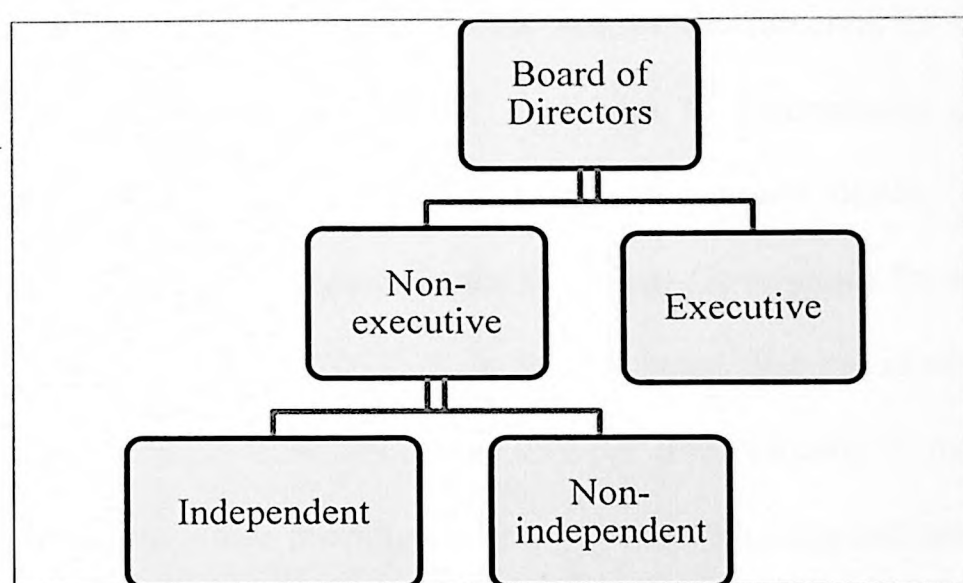 Board of
Directors
Non-
executive
Executive
Independent
Non-
independent